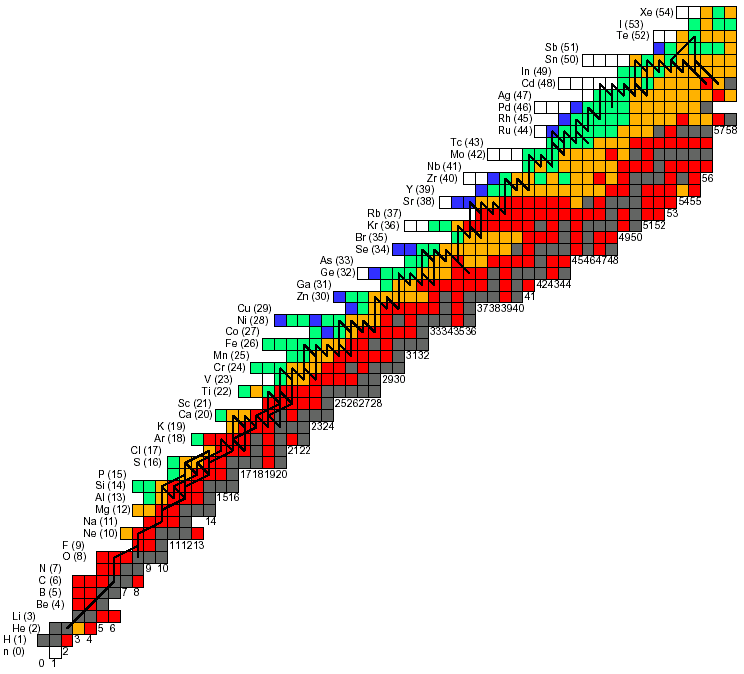 Xe (54)
I (53)
Te (52)
Sb (51)
Sn (50)
In (49)
Cd (48)
Ag (47)
Pd (46)
Rh (45)
Ru (44)
5758
Tc (43)
Mo (42)
Nb (41)
Zr (40)
56
Y (39)
Sr (38)
5455
Rb (37)
53
Kr (36)
5152
Br (35)
4950
Se (34)
As (33)
45464748
Ge (32)
Ga (31)
424344
Zn (30)
41
Cu (29)
37383940
Ni (28)
Co (27)
33343536
Fe (26)
Mn (25)
3132
Cr (24)
V (23)
2930
Ti (22)
Sc (21)
25262728
Ca (20)
K (19)
2324
Ar (18)
Cl (17)
2122
S (16)
P (15)
17181920
Si (14)
Al (13)
1516
Mg (12)
Na (11)
14
Ne (10)
F (9)
111213
O (8)
N (7)
9 10
C (6)
B (5)
7 8
Be (4)
Li (3)
He (2)
5 6
H (1)
3 4
n (0)
2
0 1